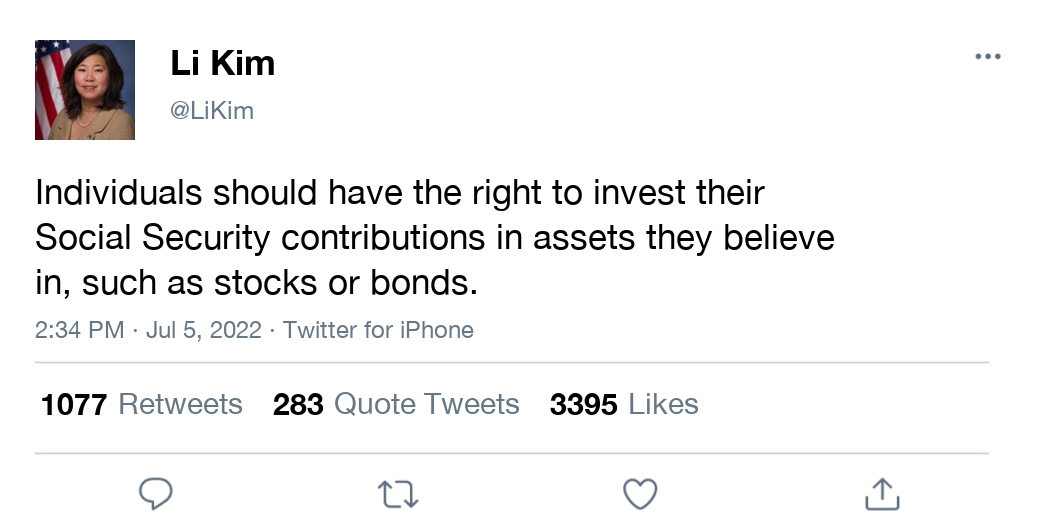 Li Kim
@LiKim
Individuals should have the right to invest their
Social Security contributions in assets they believe
in, such as stocks or bonds.
2:34 PM · Jul 5, 2022 · Twitter for iPhone
1077 Retweets 283 Quote Tweets 3395 Likes